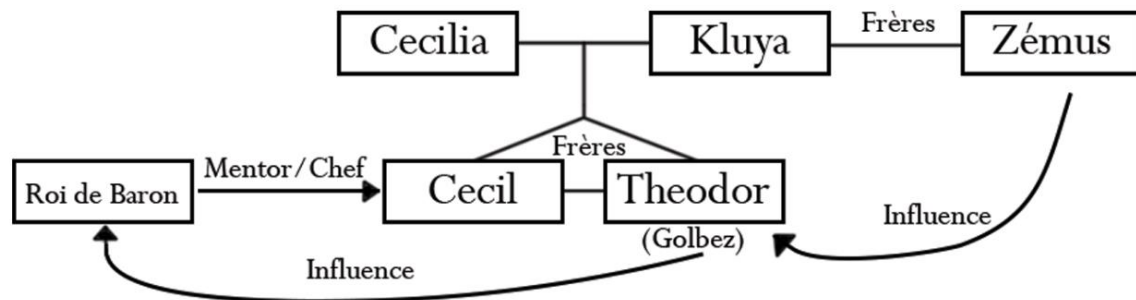 Cecilia
Kluya
Frères
Zémus
Frères
Roi de Baron
Mentor/Chef
Cecil
Theodor
(Golbez)
Influence
Influence